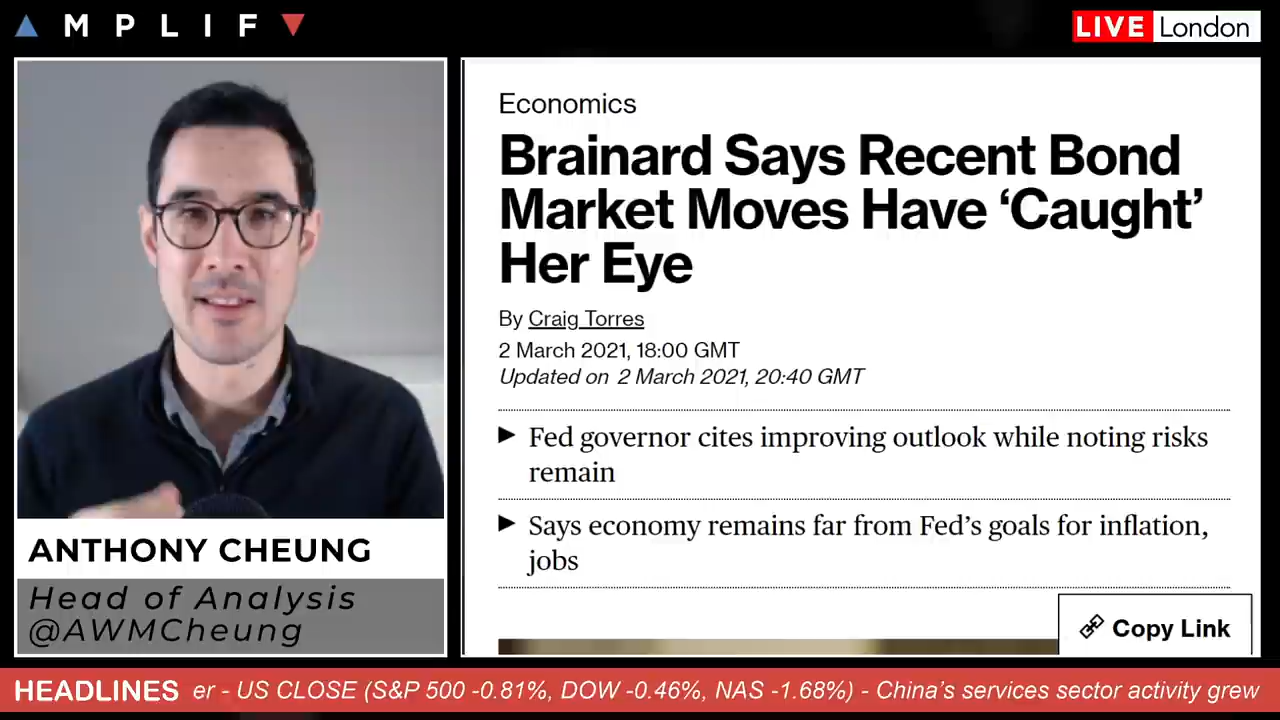 AMPLIFY
LIVE London
Economics
Brainard Says Recent Bond
Market Moves Have ‘Caught’
Her Eye
By Craig Torres
2 March 2021, 18:00 GMT
Updated on 2 March 2021, 20:40 GMT
► Fed governor cites improving outlook while noting risks
remain
► Says economy remains far from Fed’s goals for inflation,
jobs
Copy Link
ANTHONY CHEUNG
Head of Analysis
@AWMCheung
HEADLINES er - US CLOSE (S&P 500 -0.81%, DOW -0.46%, NAS -1.68%) - China’s services sector activity grew